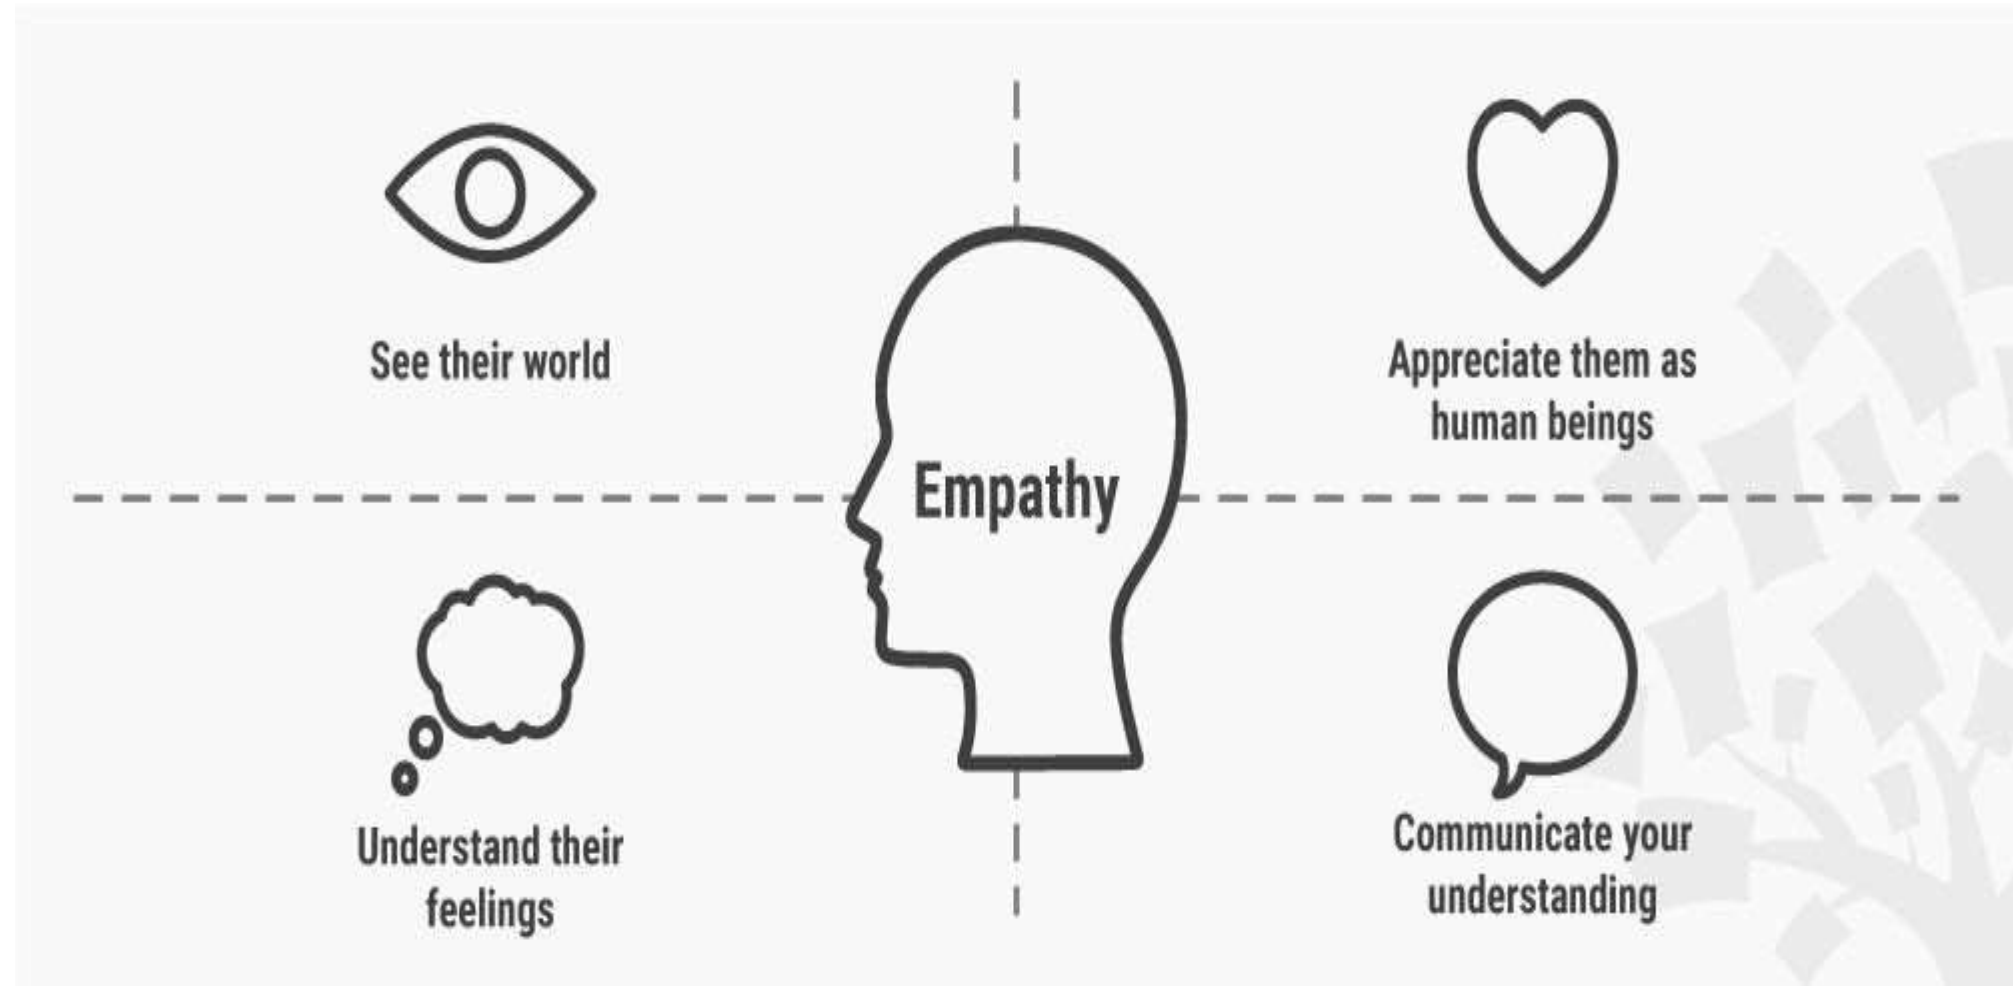 See their world
Appreciate them as
human beings
Empathy
Understand their
feelings
Communicate your
understanding